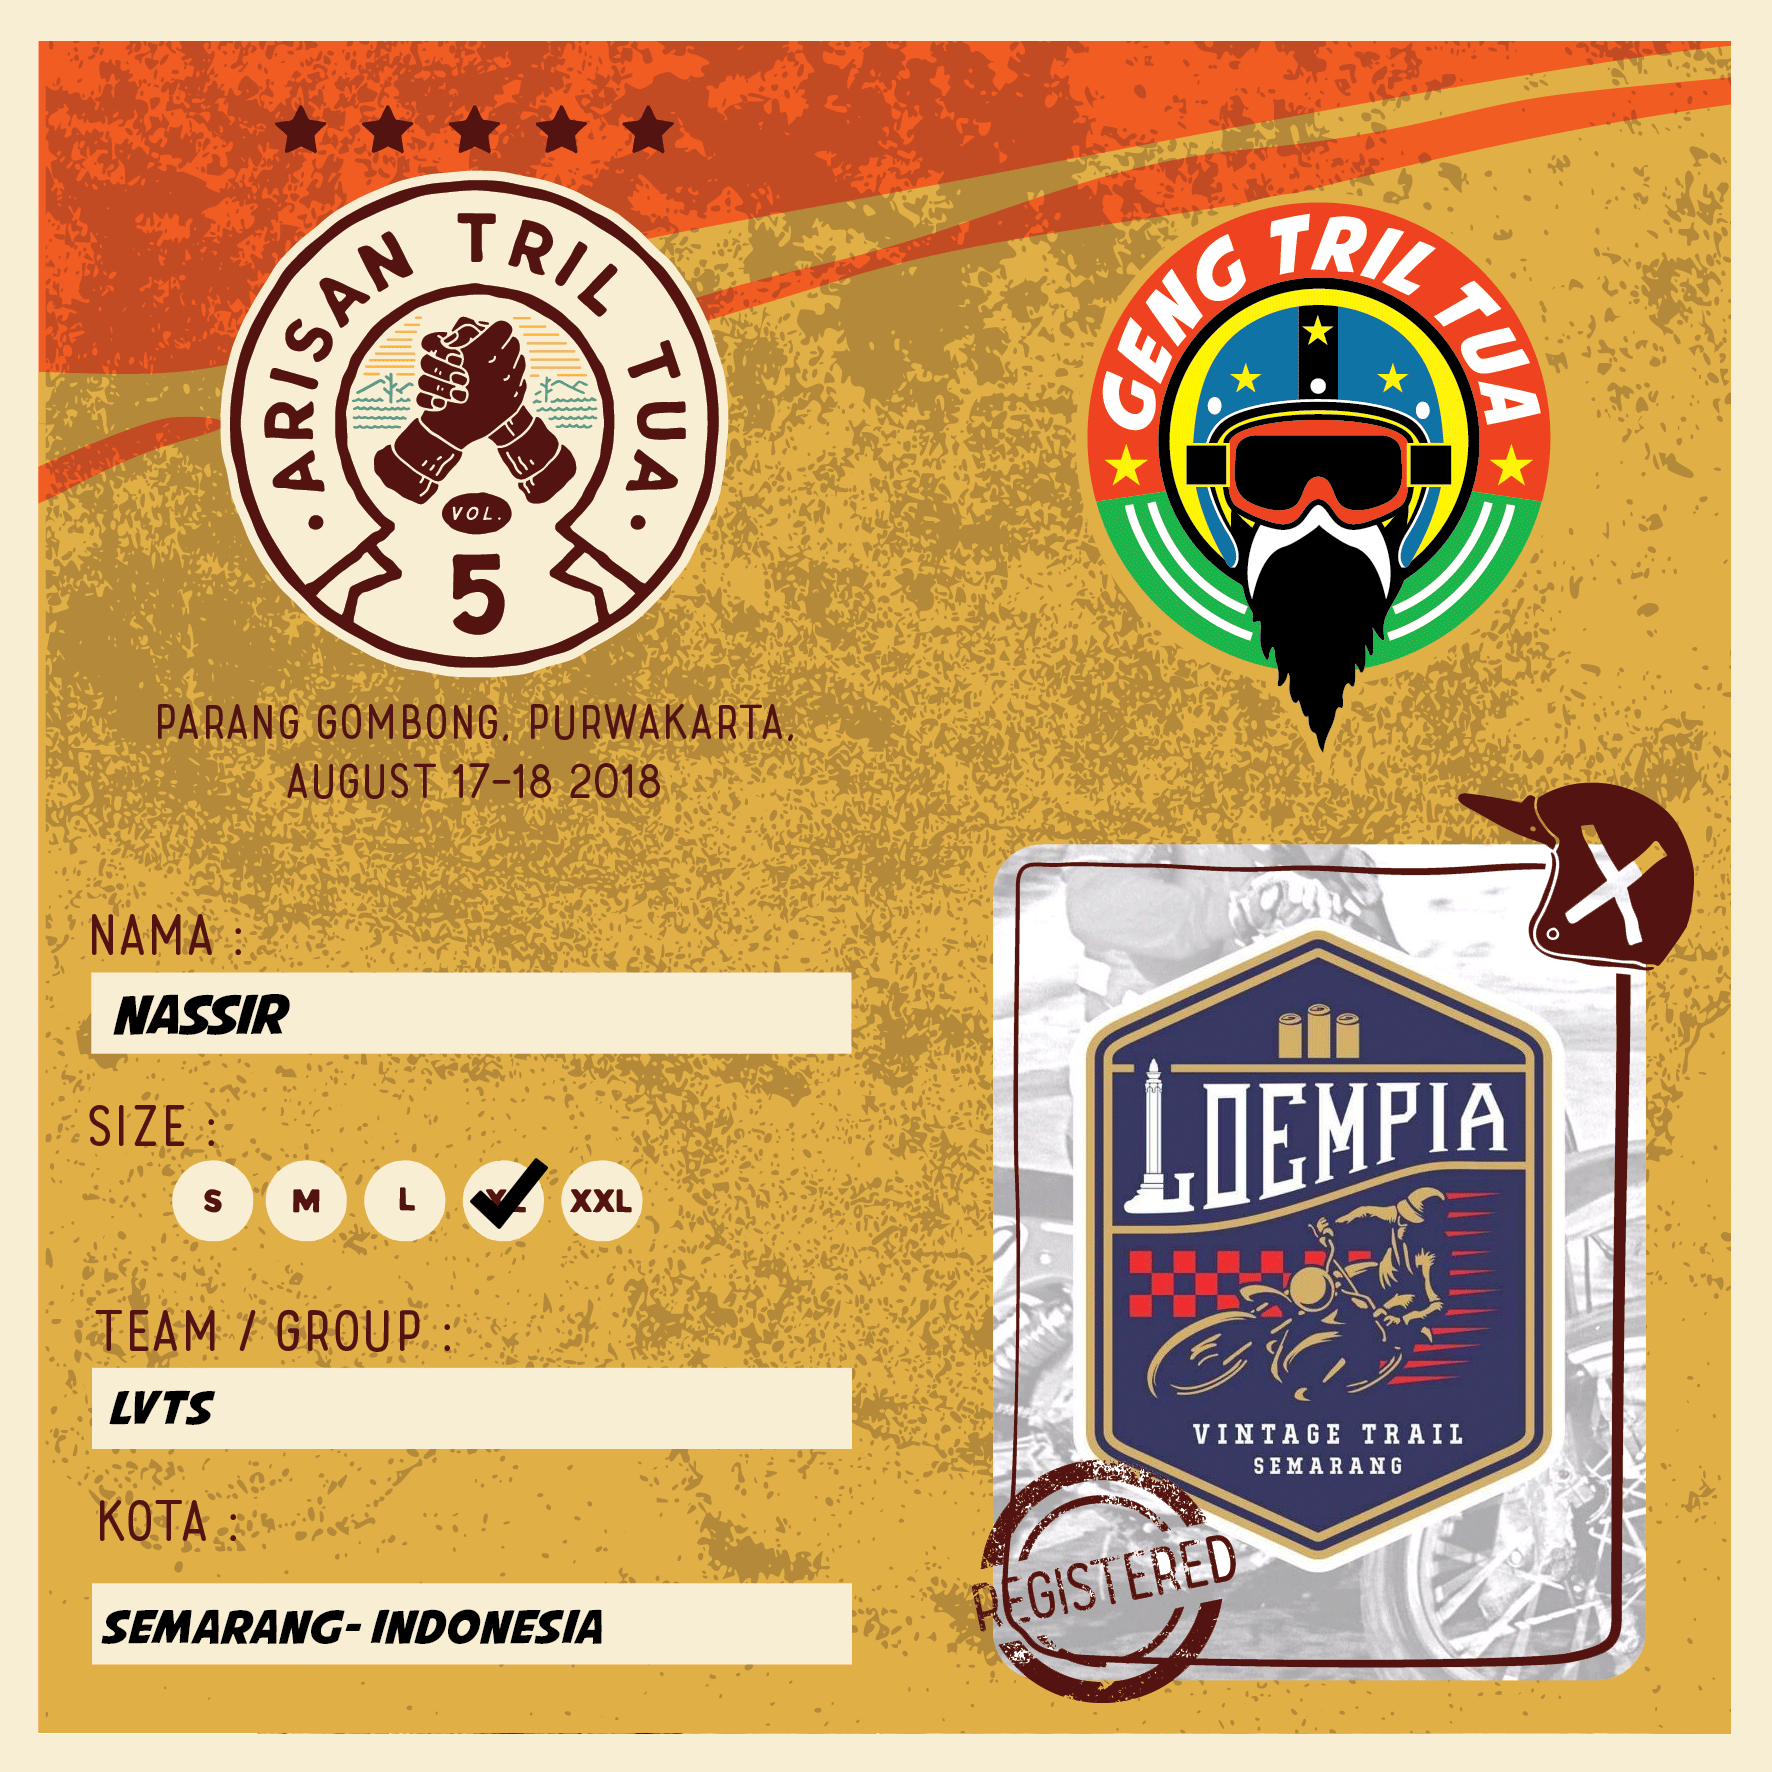 ARISAN TRIL TUA
VOL.
5
PARANG GOMBONG, PURWAKARTA,
AUGUST 17-18 2018
GENG TRIL TUA
NAMA :
NASSIR
SIZE :
S M L XL XXL
TEAM / GROUP :
LVTS
KOTA :
SEMARANG- INDONESIA
LOEMPIA
VINTAGE TRAIL
SEMARANG
REGISTERED